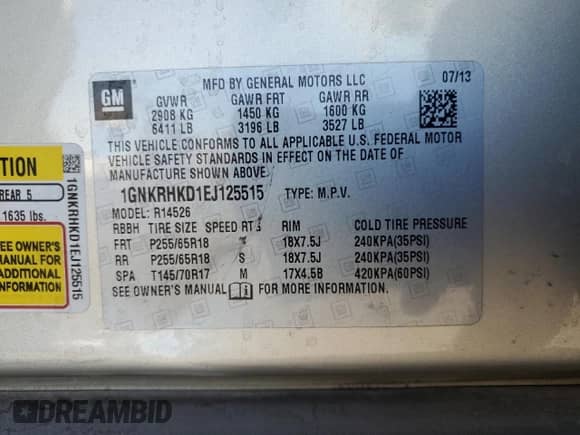 GM
MFD BY GENERAL MOTORS LLC 07/13
GVWR GAWR FRT GAWR RR
2908 KG 1450 KG 1600 KG
6411 LB 3196 LB 3527 LB
THIS VEHICLE CONFORMS TO ALL APPLICABLE U.S. FEDERAL MOTOR
VEHICLE SAFETY STANDARDS IN EFFECT ON THE DATE OF
MANUFACTURE SHOWN ABOVE.
1GNKRHKD1EJ125515 TYPE: M.P.V.
MODEL: R14526
RBBH TIRE SIZE SPEED RTG RIM COLD TIRE PRESSURE
FRT P255/65R18 S 18X7.5J 240KPA(35PSI)
RR P255/65R18 S 18X7.5J 240KPA(35PSI)
SPA T145/70R17 M 17X4.5B 420KPA(60PSI)
SEE OWNER'S MANUAL i FOR MORE INFORMATION.
REAR 5
1635 lbs.
SEE OWNER'S
MANUAL FOR
ADDITIONAL
INFORMATION
1GNKRHKD1EJ125515
DREAMBID